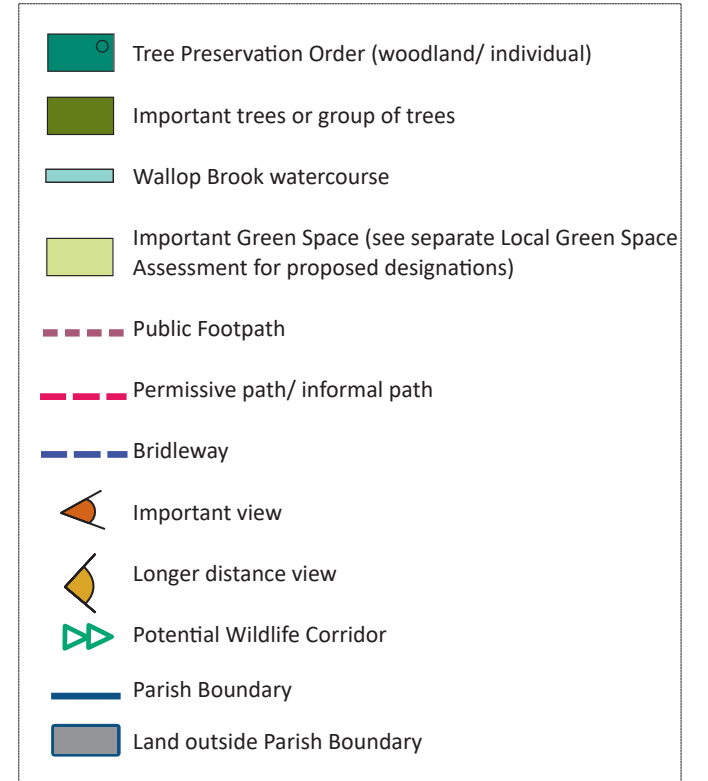 Tree Preservation Order (woodland/ individual)
Important trees or group of trees
Wallop Brook watercourse
Important Green Space (see separate Local Green Space
Assessment for proposed designations)
Public Footpath
Permissive path/ informal path
Bridleway
Important view
Longer distance view
Potential Wildlife Corridor
Parish Boundary
Land outside Parish Boundary